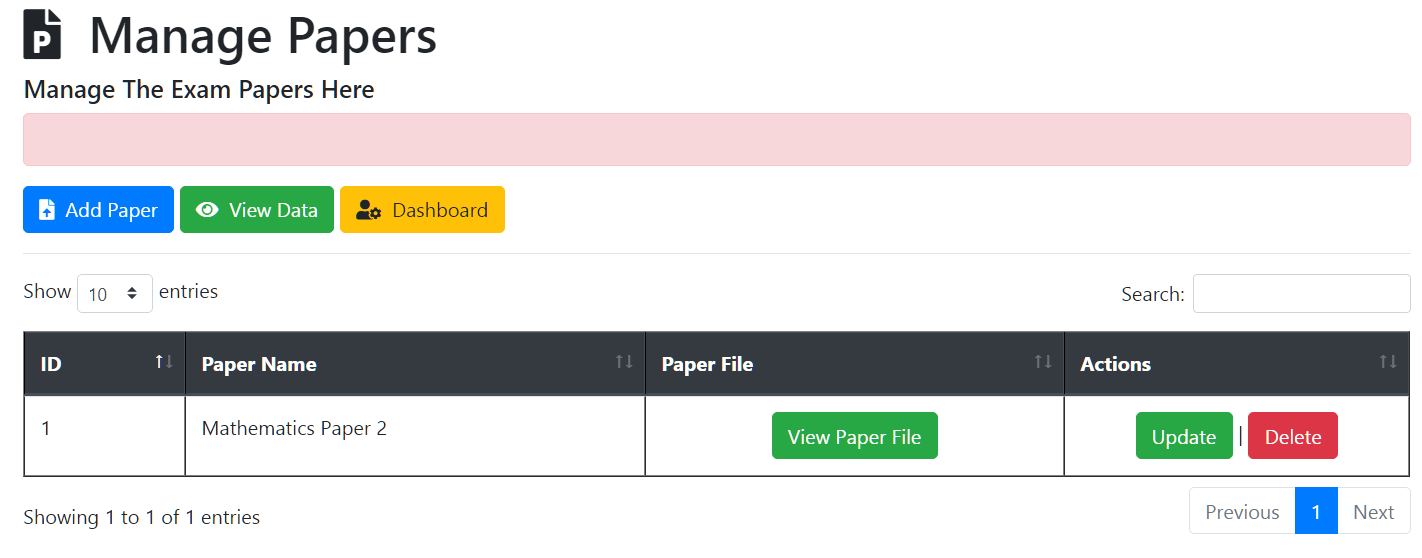 P Manage Papers
Manage The Exam Papers Here
Add Paper View Data Dashboard
Show 10 entries Search:
ID Paper Name Paper File Actions
1 Mathematics Paper 2 View Paper File Update | Delete
Showing 1 to 1 of 1 entries Previous 1 Next